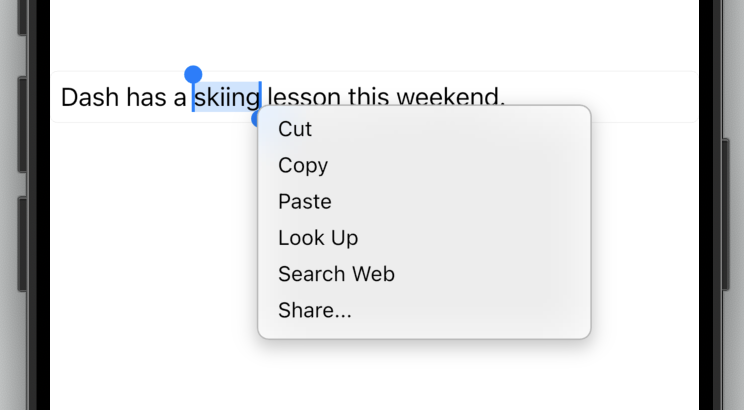 Dash has a skiing lesson this weekend.
Cut
Copy
Paste
Look Up
Search Web
Share...